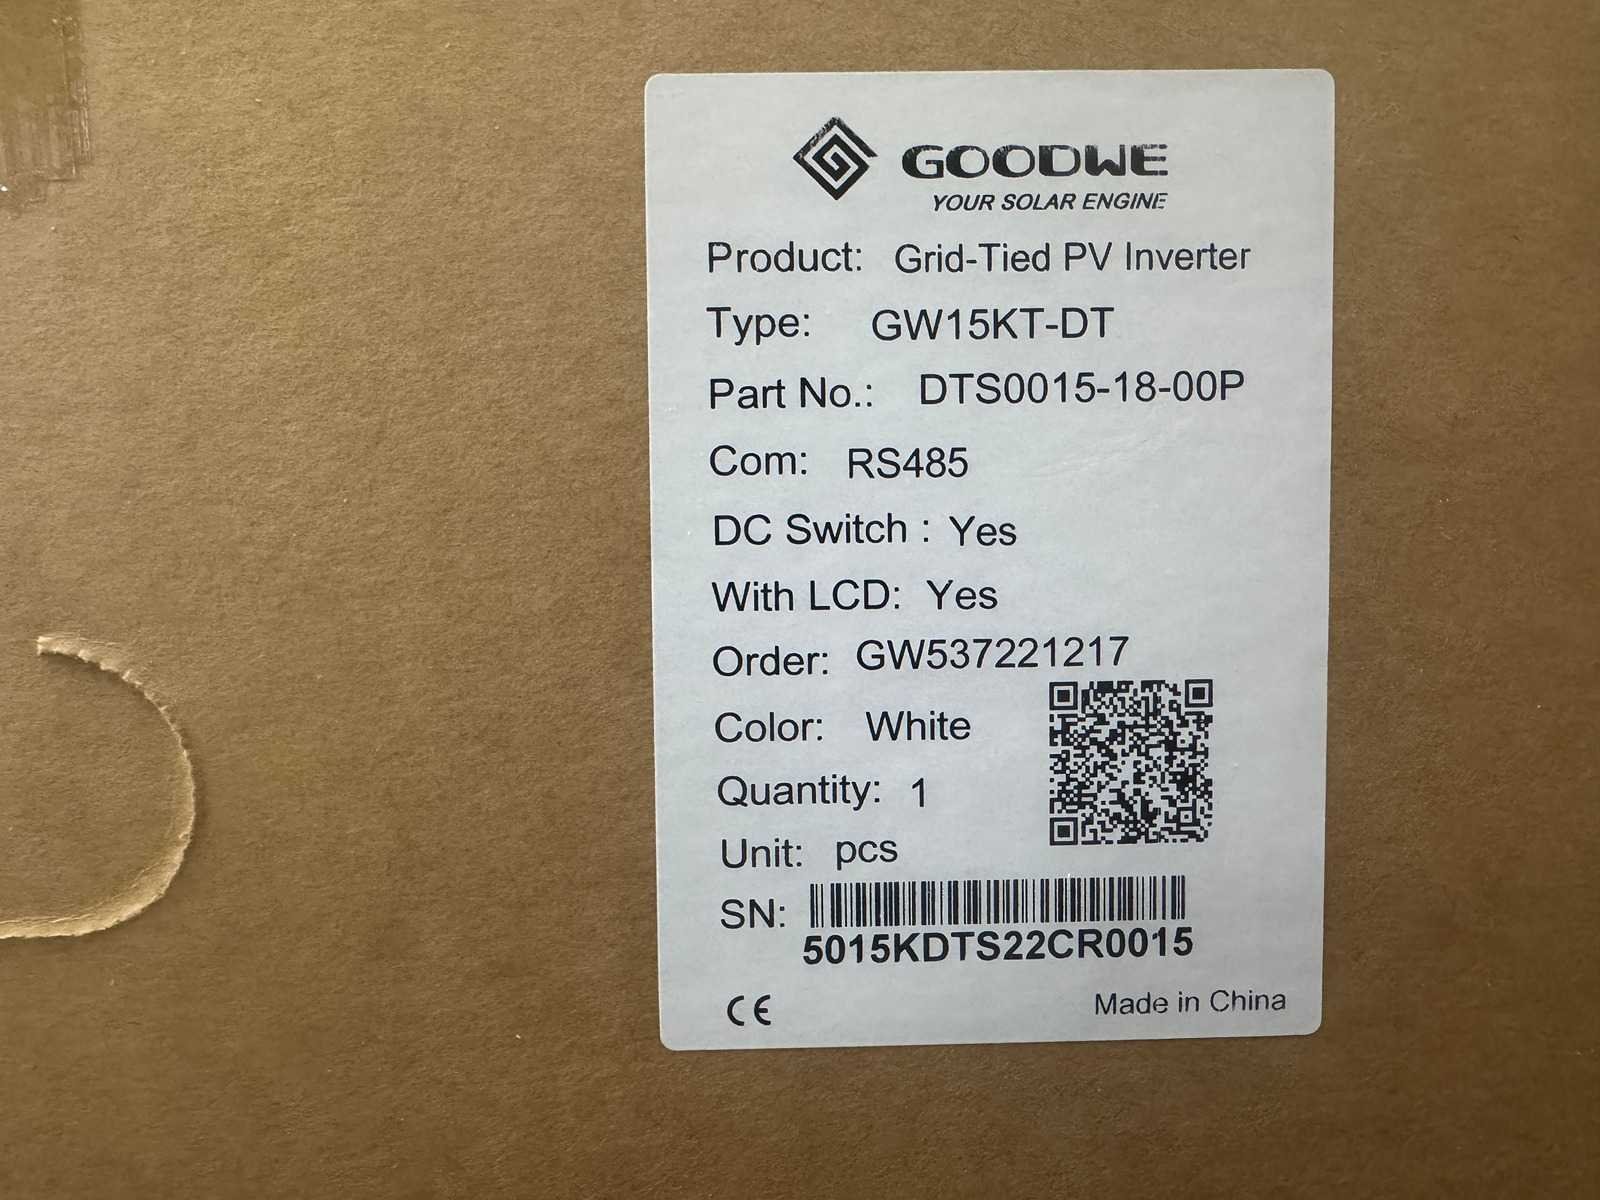 GOODWE
YOUR SOLAR ENGINE
Product: Grid-Tied PV Inverter
Type: GW15KT-DT
Part No.: DTS0015-18-00P
Com: RS485
DC Switch : Yes
With LCD: Yes
Order: GW537221217
Color: White
Quantity: 1
Unit: pcs
SN:
5015KDTS22CR0015
CE
Made in China